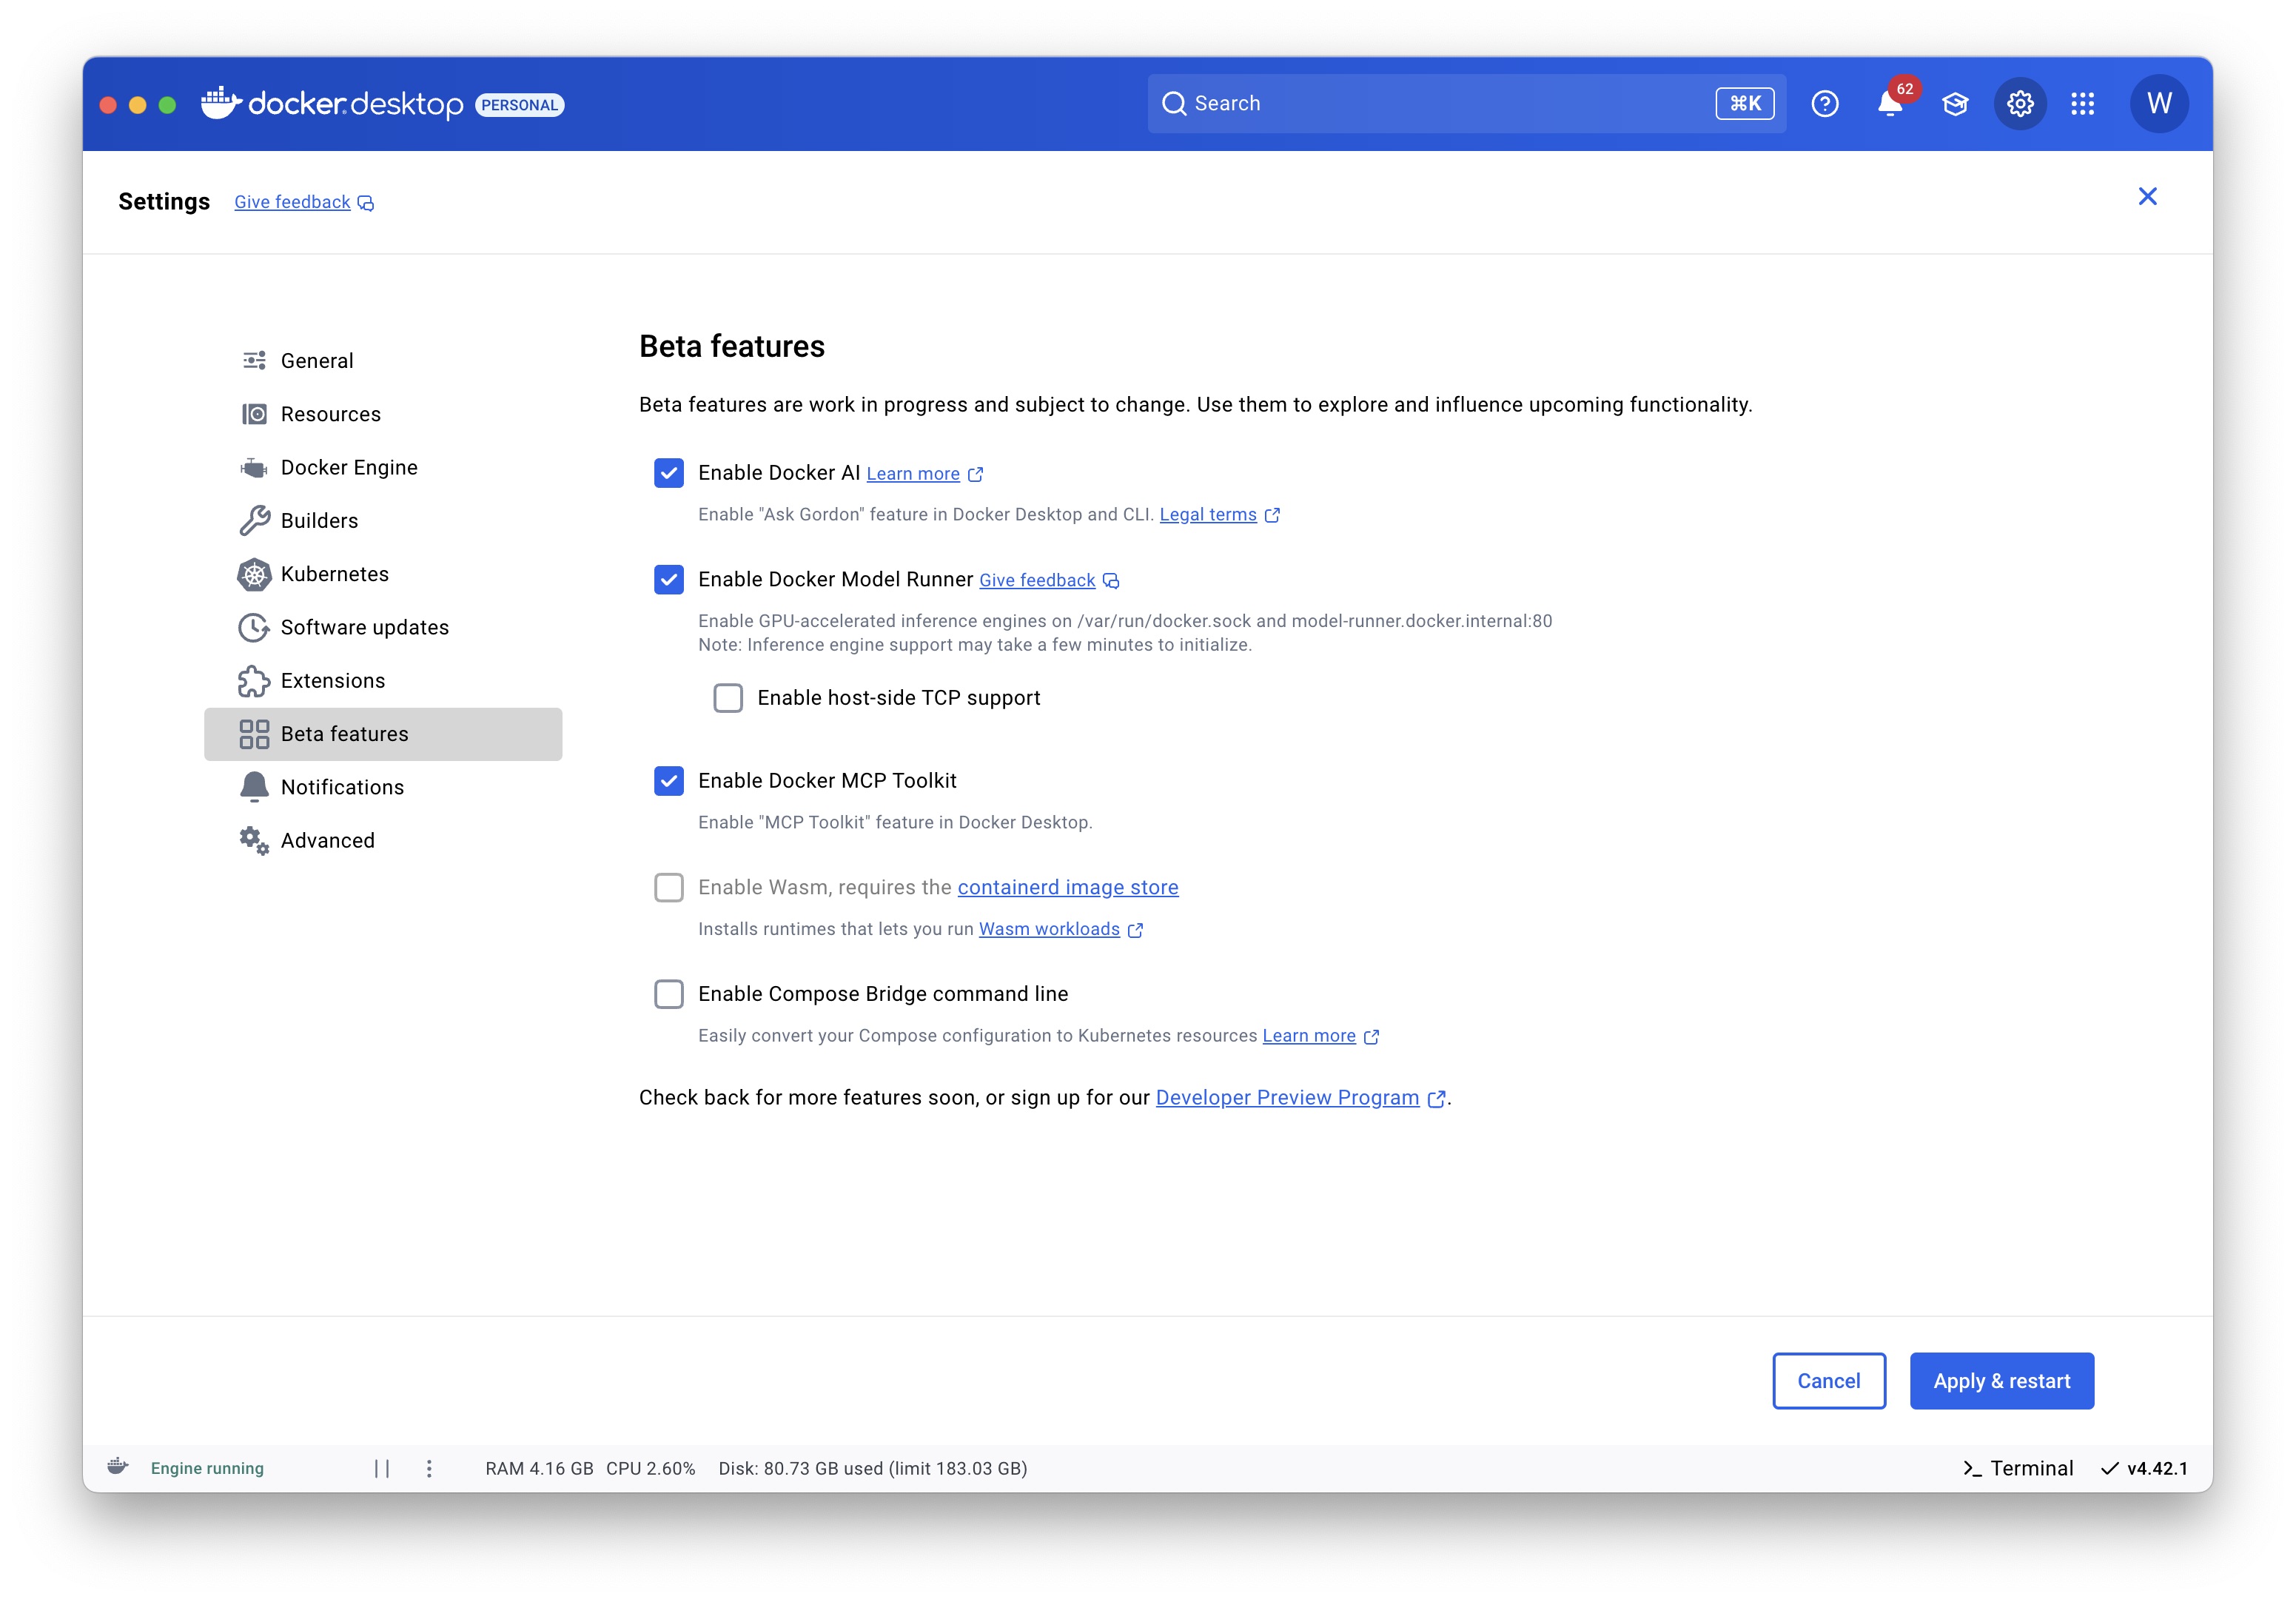 docker desktop PERSONAL
Search
⌘K
62
W
Settings
Give feedback
General
Resources
Docker Engine
Builders
Kubernetes
Software updates
Extensions
Beta features
Notifications
Advanced
Beta features
Beta features are work in progress and subject to change. Use them to explore and influence upcoming functionality.
Enable Docker AI Learn more
Enable "Ask Gordon" feature in Docker Desktop and CLI. Legal terms
Enable Docker Model Runner Give feedback
Enable GPU-accelerated inference engines on /var/run/docker.sock and model-runner.docker.internal:80
Note: Inference engine support may take a few minutes to initialize.
Enable host-side TCP support
Enable Docker MCP Toolkit
Enable "MCP Toolkit" feature in Docker Desktop.
Enable Wasm, requires the containerd image store
Installs runtimes that lets you run Wasm workloads
Enable Compose Bridge command line
Easily convert your Compose configuration to Kubernetes resources Learn more
Check back for more features soon, or sign up for our Developer Preview Program.
Cancel
Apply & restart
Engine running
RAM 4.16 GB CPU 2.60% Disk: 80.73 GB used (limit 183.03 GB)
Terminal
v4.42.1